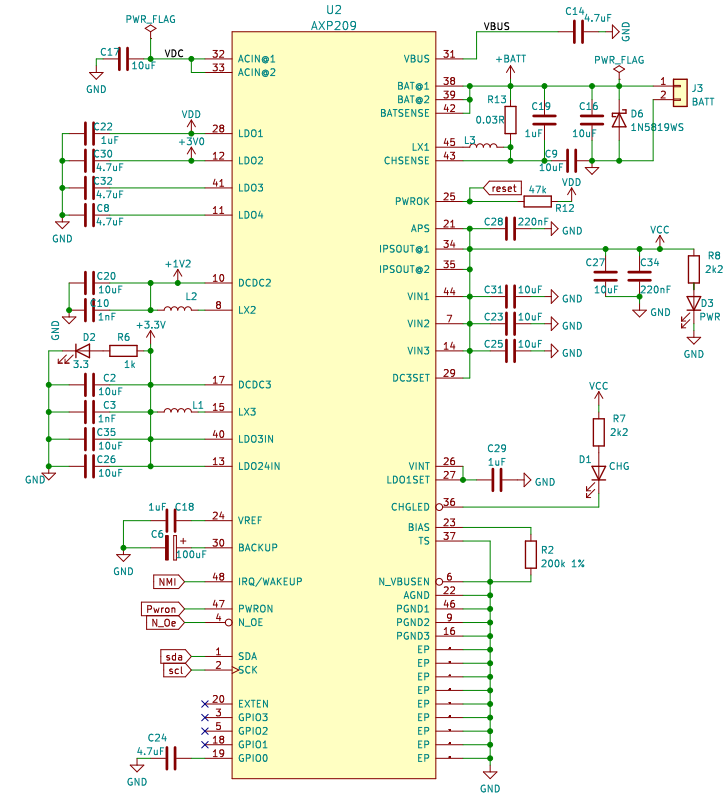 U2
AXP209
PWR_FLAG
VDC
C17
10uF
GND
32 ACIN@1
33 ACIN@2
VDD
C22
1uF
28 LDO1
+3V0
C30
4.7uF
12 LDO2
C32
4.7uF
41 LDO3
C8
4.7uF
11 LDO4
GND
+1V2
C20
10uF
10 DCDC2
C10
1nF
L2
8 LX2
GND
+3.3V
D2
3.3
R6
1k
C2
10uF
17 DCDC3
C3
1nF
L1
15 LX3
C35
10uF
40 LDO3IN
C26
10uF
13 LDO24IN
GND
1uF C18
24 VREF
C6
+
100uF
30 BACKUP
GND
NMI 48 IRQ/WAKEUP
Pwron 47 PWRON
N_Oe 4 N_OE
sda 1 SDA
scl 2 SCK
20 EXTEN
3 GPIO3
5 GPIO2
18 GPIO1
19 GPIO0
C24
4.7uF
GND
VBUS 31
VBUS
C14
4.7uF
GND
BAT@1 38
BAT@2 39
BATSENSE 42
+BATT
R13
0.03R
C19
1uF
C16
10uF
PWR_FLAG
D6
1N5819WS
1
2
J3
BATT
LX1 45
L3
CHSENSE 43
C9
10uF
PWROK 25
reset
47k
R12
VDD
APS 21
C28 220nF
GND
IPSOUT@1 34
IPSOUT@2 35
VCC
C27
10uF
C34
220nF
GND
R8
2k2
D3
PWR
GND
VIN1 44
C31 10uF
GND
VIN2 7
C23 10uF
GND
VIN3 14
C25 10uF
GND
DC3SET 29
VINT 26
LDO1SET 27
C29
1uF
GND
VCC
R7
2k2
D1
CHG
CHGLED 36
BIAS 23
TS 37
R2
200k 1%
N_VBUSEN 6
AGND 22
PGND1 46
PGND2 9
PGND3 16
EP
EP
EP
EP
EP
EP
EP
EP
EP
GND